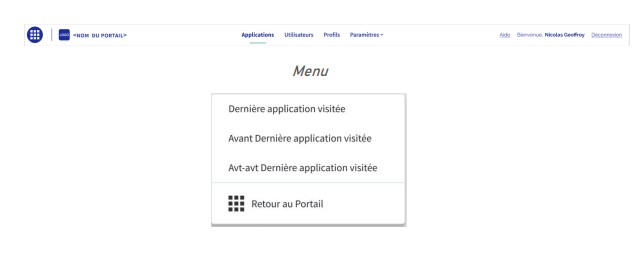 LOGO <NOM DU PORTAIL> Applications Utilisateurs Profils Paramètres Aide Bienvenue, Nicolas Geoffroy Déconnexion
Menu
Dernière application visitée
Avant Dernière application visitée
Avt-avt Dernière application visitée
Retour au Portail